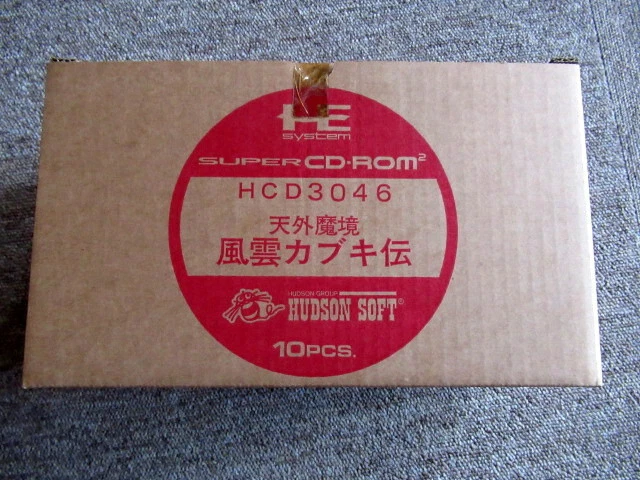 HE
system
SUPER CD-ROM²
HCD3046
天外魔境
風雲カブキ伝
HUDSON GROUP
HUDSON SOFT®
10PCS.